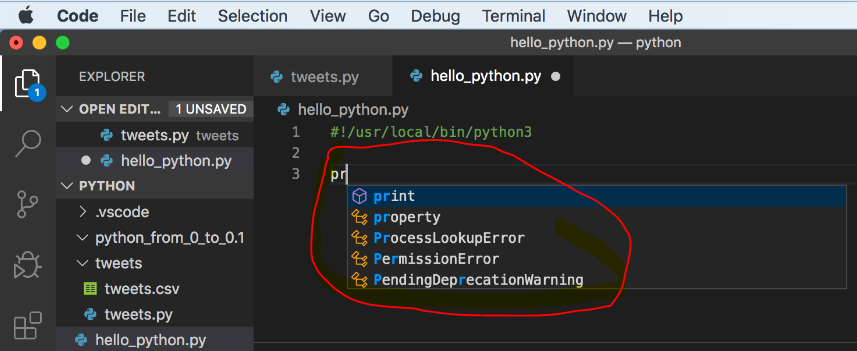 Code File Edit Selection View Go Debug Terminal Window Help
hello_python.py — python
EXPLORER
OPEN EDIT... 1 UNSAVED
tweets.py tweets
hello_python.py
PYTHON
.vscode
python_from_0_to_0.1
tweets
tweets.csv
tweets.py
hello_python.py
1
tweets.py hello_python.py
hello_python.py
1 #!/usr/local/bin/python3
2
3 pr
print
property
ProcessLookupError
PermissionError
PendingDeprecationWarning